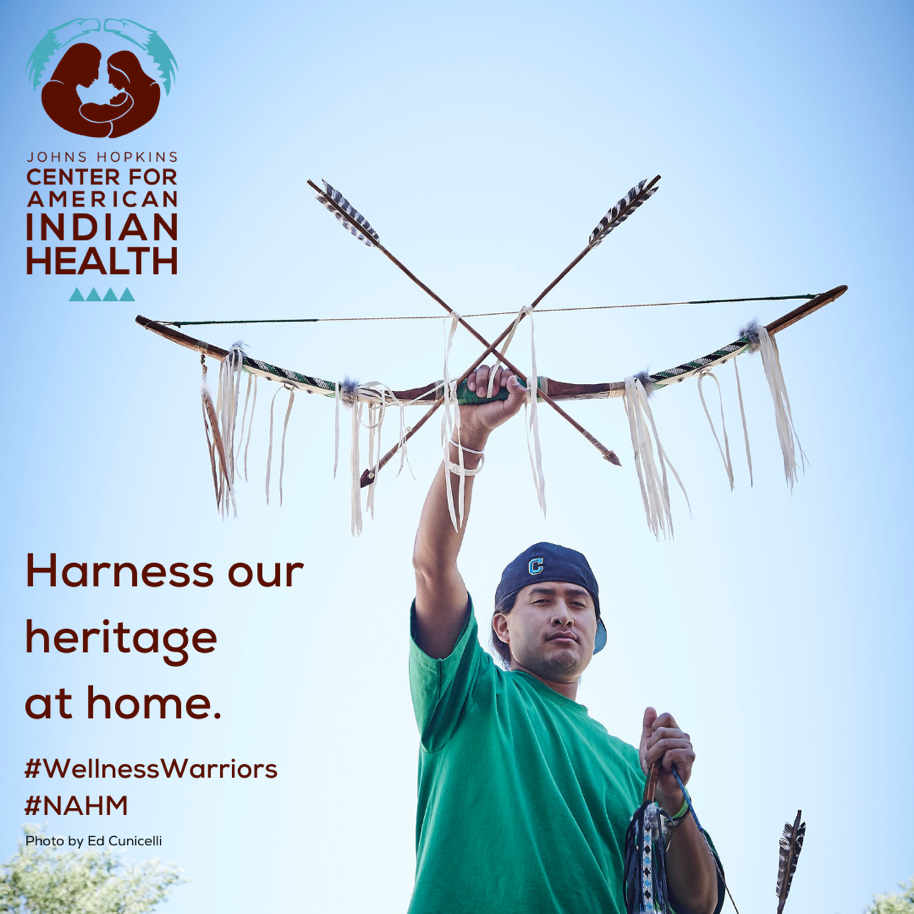 JOHNS HOPKINS
CENTER FOR
AMERICAN
INDIAN
HEALTH
C
Harness our
heritage
at home.
#WellnessWarriors
#NAHM
Photo by Ed Cunicelli